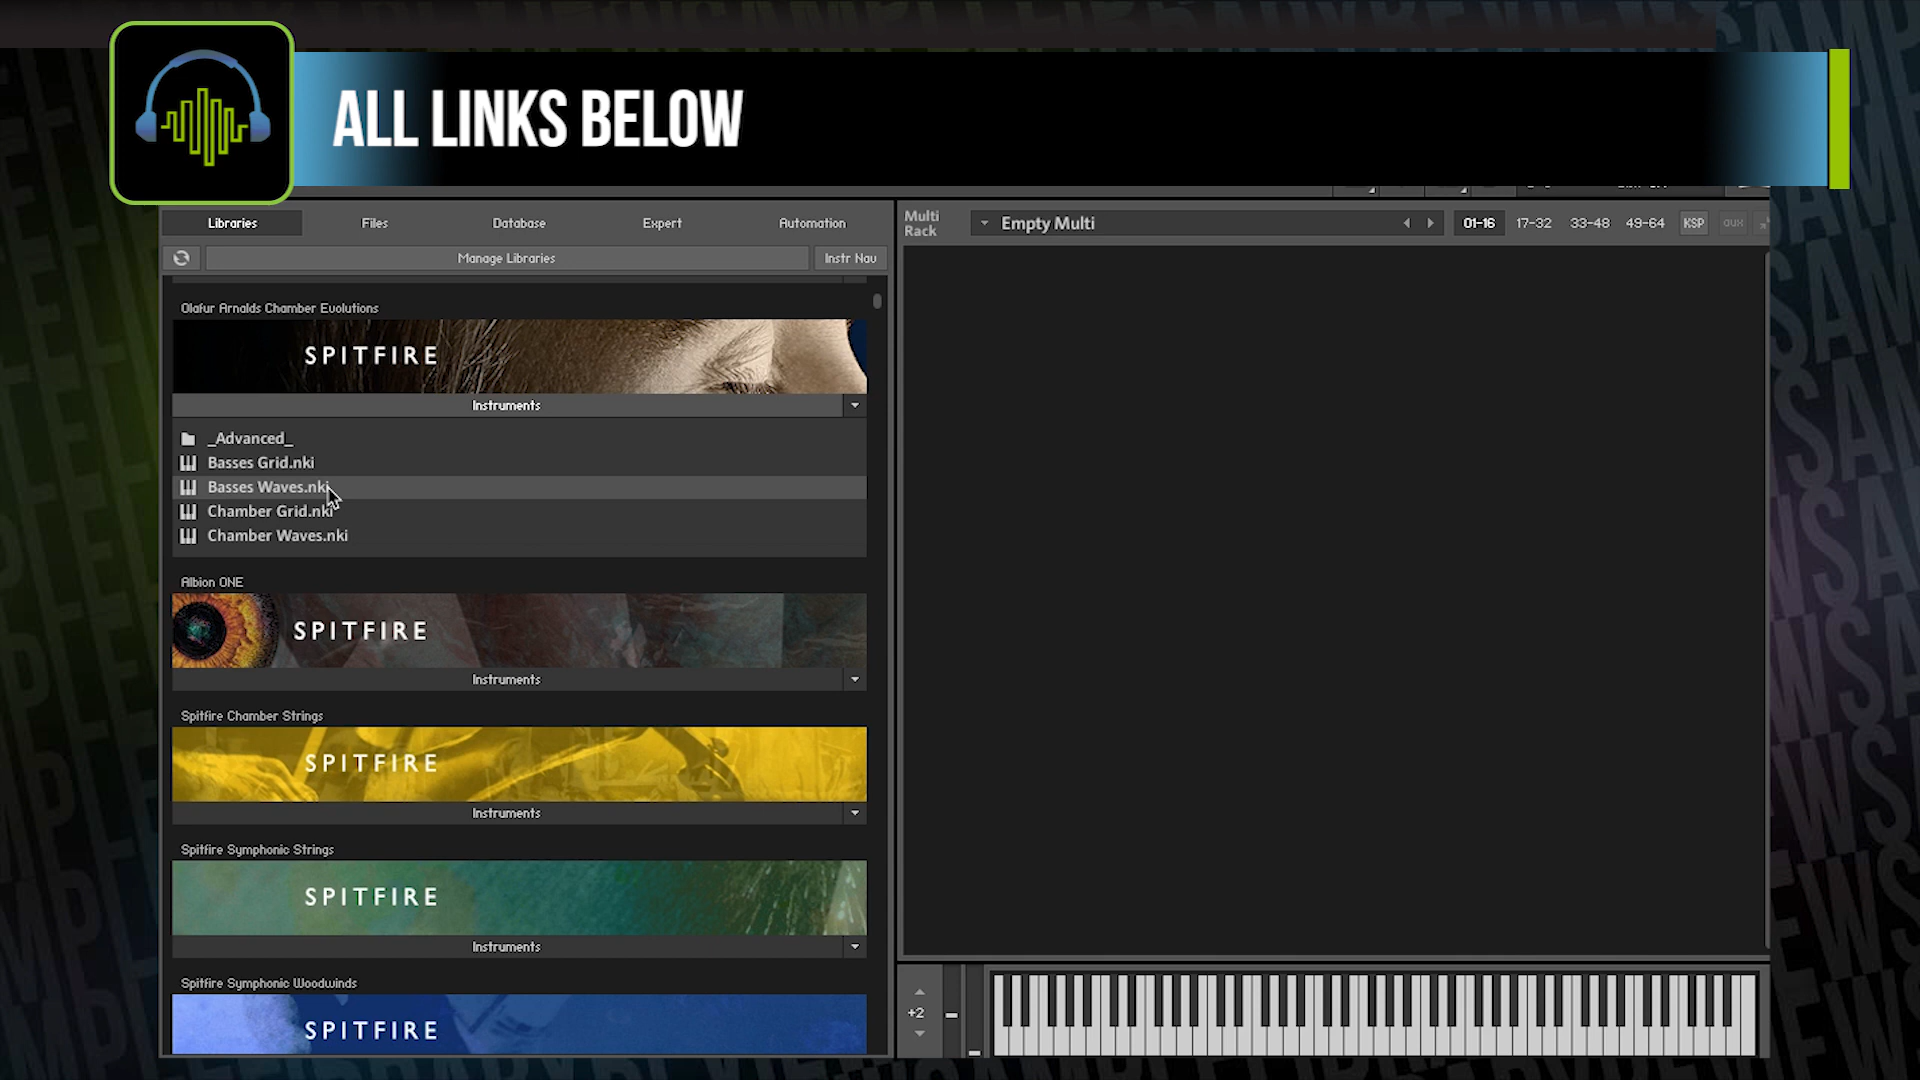 ALL LINKS BELOW
Libraries
Files
Database
Expert
Automation
Manage Libraries
Instr Nav
Multi
Rack
Empty Multi
01-16
17-32
33-48
49-64
KSP
aux
Olafur Arnalds Chamber Evolutions
SPITFIRE
Instruments
_Advanced_
Basses Grid.nki
Basses Waves.nki
Chamber Grid.nki
Chamber Waves.nki
Albion ONE
SPITFIRE
Instruments
Spitfire Chamber Strings
SPITFIRE
Instruments
Spitfire Symphonic Strings
SPITFIRE
Instruments
Spitfire Symphonic Woodwinds
SPITFIRE
+2